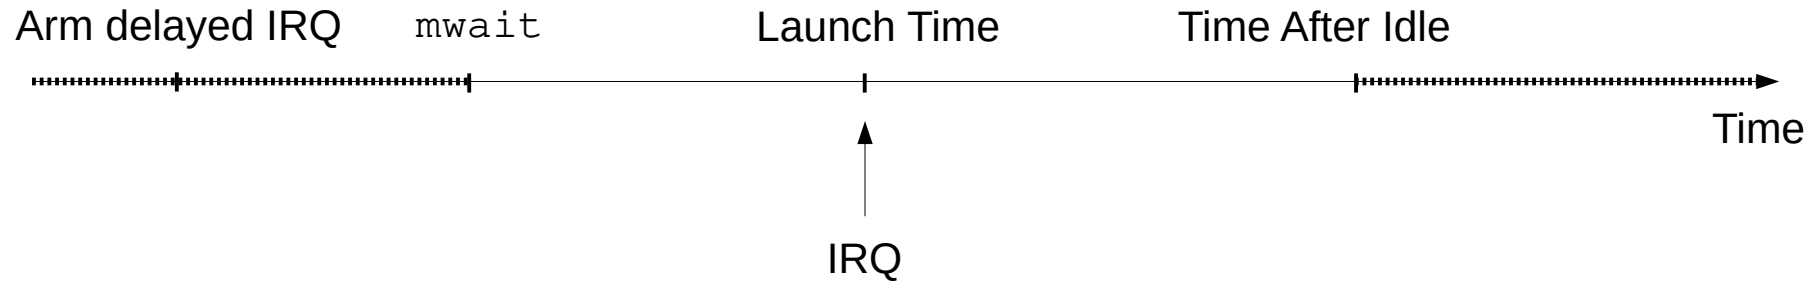 Arm delayed IRQ
mwait
Launch Time
Time After Idle
Time
IRQ